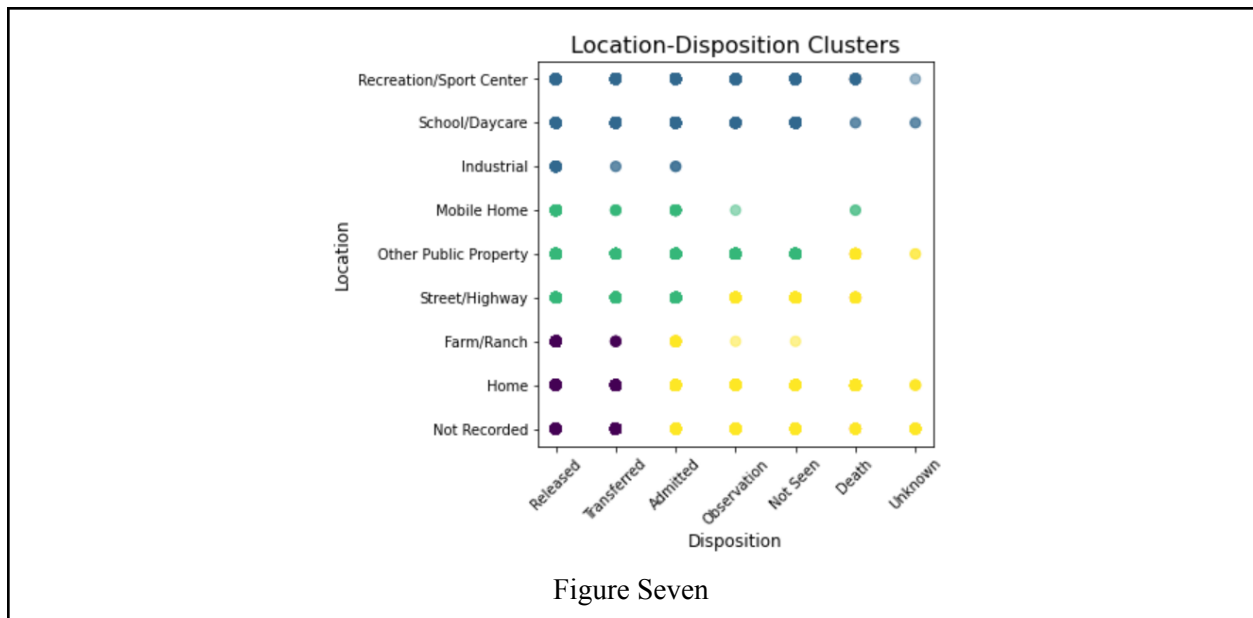 Location-Disposition Clusters
Recreation/Sport Center
School/Daycare
Industrial
Mobile Home
Other Public Property
Street/Highway
Farm/Ranch
Home
Not Recorded
Location
Released
Transferred
Admitted
Observation
Not Seen
Death
Unknown
Disposition
Figure Seven